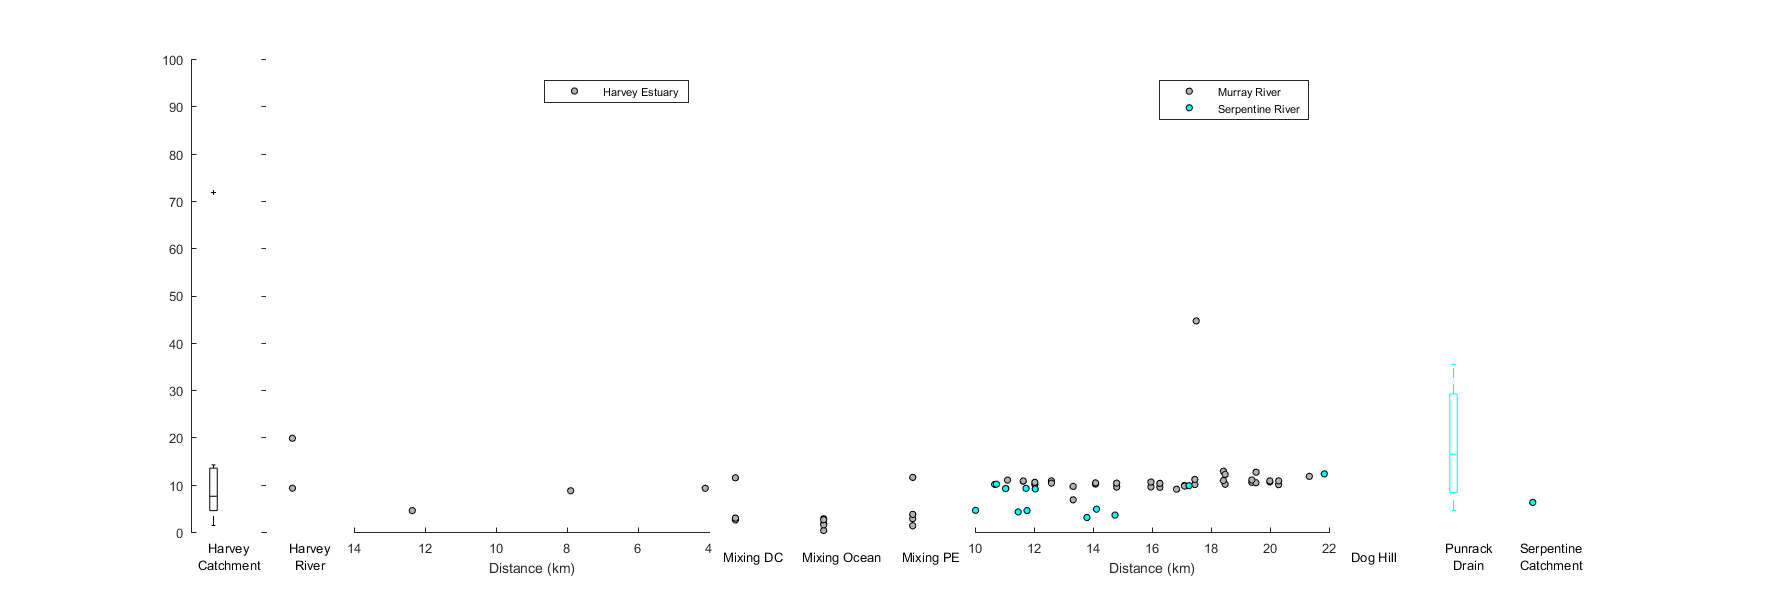 100
90
80
70
60
50
40
30
20
10
0
Harvey Estuary
Murray River
Serpentine River
Harvey
Catchment
Harvey
River
14 12 10 8 6 4
Distance (km)
Mixing DC
Mixing Ocean
Mixing PE
10 12 14 16 18 20 22
Distance (km)
Dog Hill
Punrack
Drain
Serpentine
Catchment